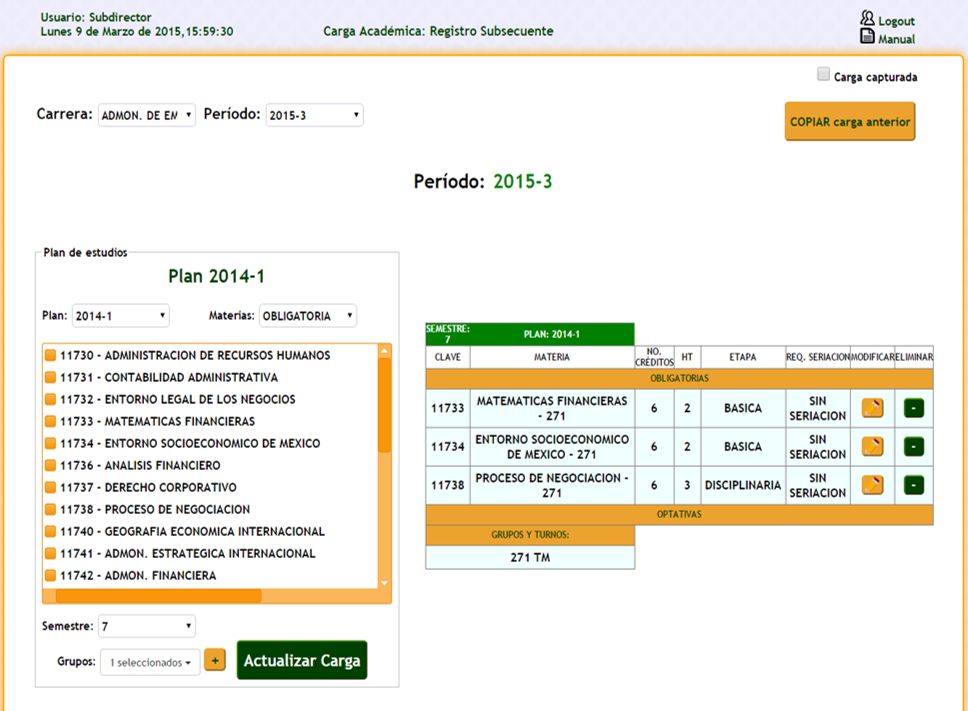 Usuario: Subdirector
Lunes 9 de Marzo de 2015,15:59:30
Carga Académica: Registro Subsecuente
Logout
Manual
Carga capturada
Carrera: ADMON. DE EM Período: 2015-3
COPIAR carga anterior
Período: 2015-3
Plan de estudios
Plan 2014-1
Plan: 2014-1 Materias: OBLIGATORIA
11730 - ADMINISTRACION DE RECURSOS HUMANOS
11731 - CONTABILIDAD ADMINISTRATIVA
11732 - ENTORNO LEGAL DE LOS NEGOCIOS
11733 - MATEMATICAS FINANCIERAS
11734 - ENTORNO SOCIOECONOMICO DE MEXICO
11736 - ANALISIS FINANCIERO
11737 - DERECHO CORPORATIVO
11738 - PROCESO DE NEGOCIACION
11740 - GEOGRAFIA ECONOMICA INTERNACIONAL
11741 - ADMON. ESTRATEGICA INTERNACIONAL
11742 - ADMON. FINANCIERA
Semestre: 7
Grupos: 1 seleccionados +
Actualizar Carga
SEMESTRE:
7
PLAN: 2014-1
CLAVE MATERIA NO. CRÉDITOS HT ETAPA REQ. SERIACION MODIFICAR ELIMINAR
OBLIGATORIAS
11733 MATEMATICAS FINANCIERAS - 271 6 2 BASICA SIN SERIACION -
11734 ENTORNO SOCIOECONOMICO DE MEXICO - 271 6 2 BASICA SIN SERIACION -
11738 PROCESO DE NEGOCIACION - 271 6 3 DISCIPLINARIA SIN SERIACION -
OPTATIVAS
GRUPOS Y TURNOS:
271 TM